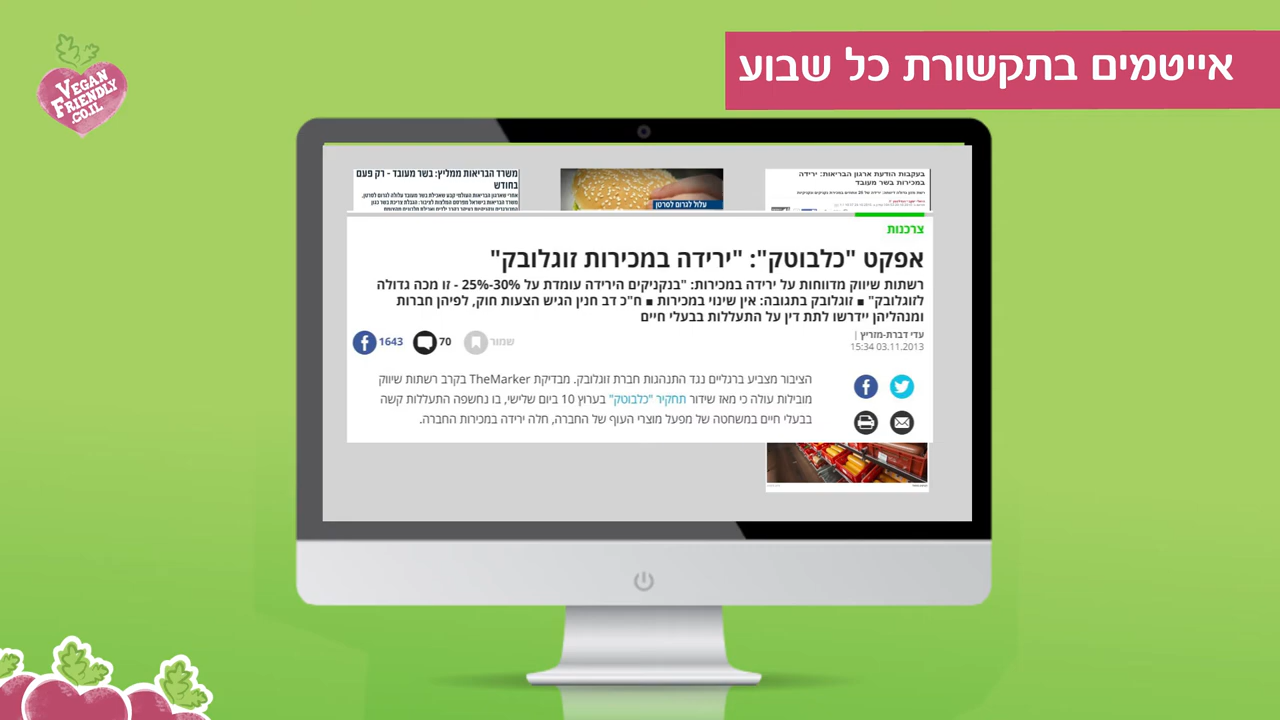 אייטמים בתקשורת כל שבוע
VEGAN
FRIENDLY
.CO.IL
משרד הבריאות ממליץ: בשר מעובד - רק פעם
בחודש
עלול לגרום לסרטן
בעקבות הודעת ארגון הבריאות: ירידה
במכירות בשר מעובד
צרכנות
אפקט "כלבוטק": "ירידה במכירות זוגלובק"
רשתות שיווק מדווחות על ירידה במכירות: "בנקניקים הירידה עומדת על 25%-30% - זו מכה גדולה
לזוגלובק" ■ זוגלובק בתגובה: אין שינוי במכירות ■ ח"כ דב חנין הגיש הצעות חוק, לפיהן חברות
ומנהליהן יידרשו לתת דין על התעללות בבעלי חיים
עדי דברת-מזריץ |
15:34 03.11.2013
1643
70
שמור
הציבור מצביע ברגליים נגד התנהגות חברת זוגלובק. מבדיקת TheMarker בקרב רשתות שיווק
מובילות עולה כי מאז שידור תחקיר "כלבוטק" בערוץ 10 ביום שלישי, בו נחשפה התעללות קשה
בבעלי חיים במשחטה של מפעל מוצרי העוף של החברה, חלה ירידה במכירות החברה.